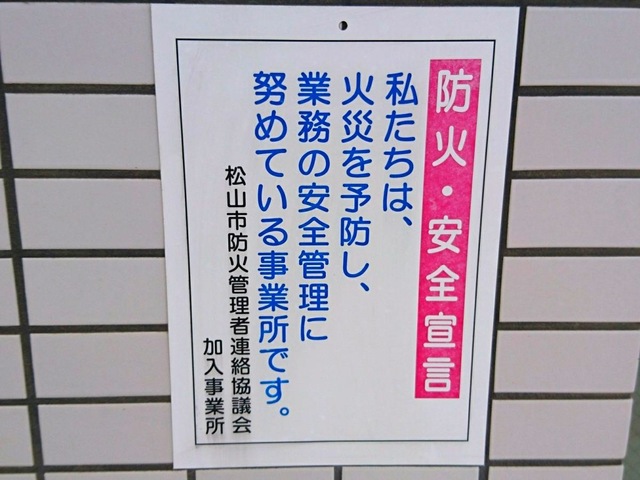 防火・安全宣言
私たちは、
火災を予防し、
業務の安全管理に
努めている事業所です。
松山市防火管理者連絡協議会
加入事業所